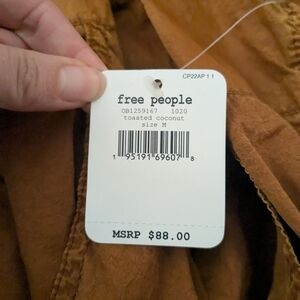 CP22AP 1 1
free people
OB1259167 1020
toasted coconut
size M
1 95191 69607 8
MSRP $88.00